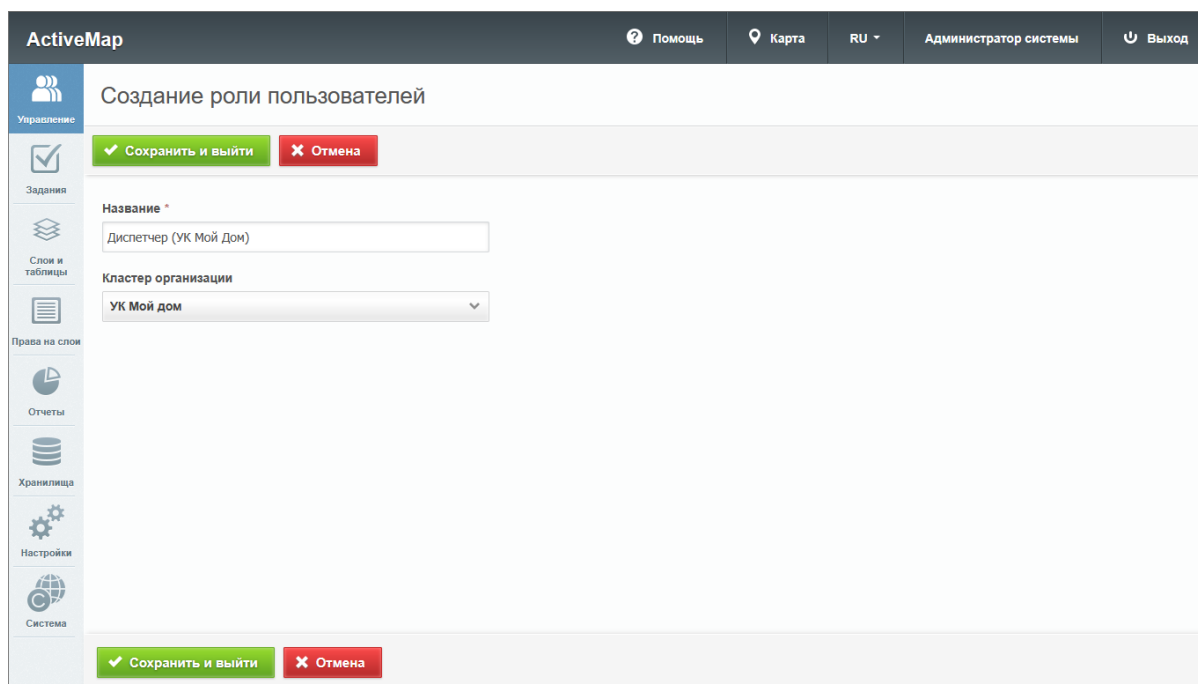 ActiveMap
Помощь
Карта
RU
Администратор системы
Выход
Управление
Задания
Слои и
таблицы
Права на слои
Отчеты
Хранилища
Настройки
Система
Создание роли пользователей
Сохранить и выйти
Отмена
Название *
Диспетчер (УК Мой Дом)
Кластер организации
УК Мой дом
Сохранить и выйти
Отмена